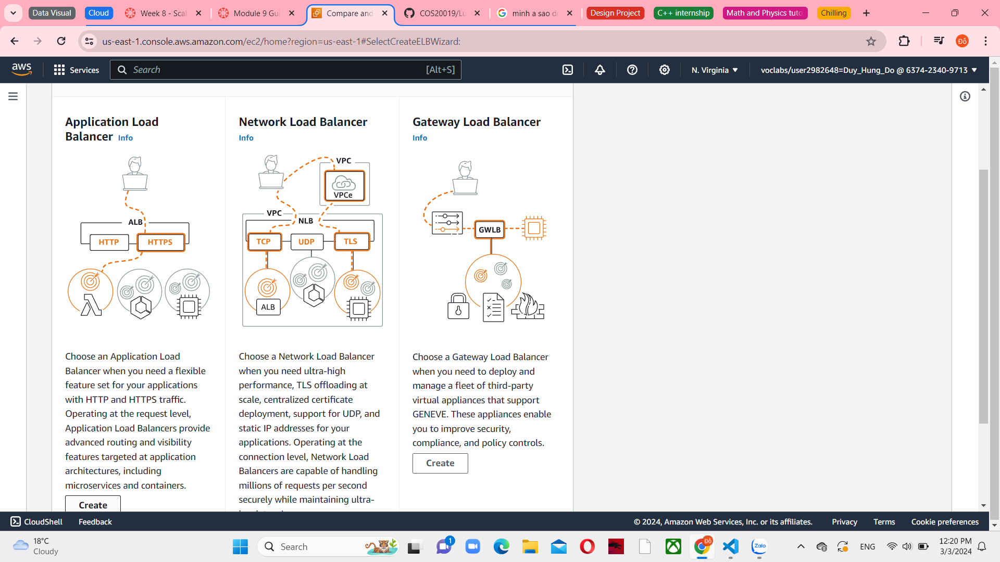 Data Visual
Cloud
Week 8 - Scal
Module 9 Gui
Compare and
COS20019/Lu
minh a sao de
Design Project
C++ internship
Math and Physics tuto
Chilling
us-east-1.console.aws.amazon.com/ec2/home?region=us-east-1#SelectCreateELBWizard:
Đỗ
aws
Services
Search
[Alt+S]
N. Virginia
voclabs/user2982648=Duy_Hung_Do @ 6374-2340-9713
Application Load
Balancer Info
ALB
HTTP
HTTPS
Choose an Application Load
Balancer when you need a flexible
feature set for your applications
with HTTP and HTTPS traffic.
Operating at the request level,
Application Load Balancers provide
advanced routing and visibility
features targeted at application
architectures, including
microservices and containers.
Create
Network Load Balancer
Info
VPC
VPCe
VPC
NLB
TCP
UDP
TLS
ALB
Choose a Network Load Balancer
when you need ultra-high
performance, TLS offloading at
scale, centralized certificate
deployment, support for UDP, and
static IP addresses for your
applications. Operating at the
connection level, Network Load
Balancers are capable of handling
millions of requests per second
securely while maintaining ultra-
Gateway Load Balancer
Info
GWLB
Choose a Gateway Load Balancer
when you need to deploy and
manage a fleet of third-party
virtual appliances that support
GENEVE. These appliances enable
you to improve security,
compliance, and policy controls.
Create
CloudShell
Feedback
© 2024, Amazon Web Services, Inc. or its affiliates.
Privacy
Terms
Cookie preferences
18°C
Cloudy
Search
1
Đỗ
Zalo
ENG
12:20 PM
3/3/2024